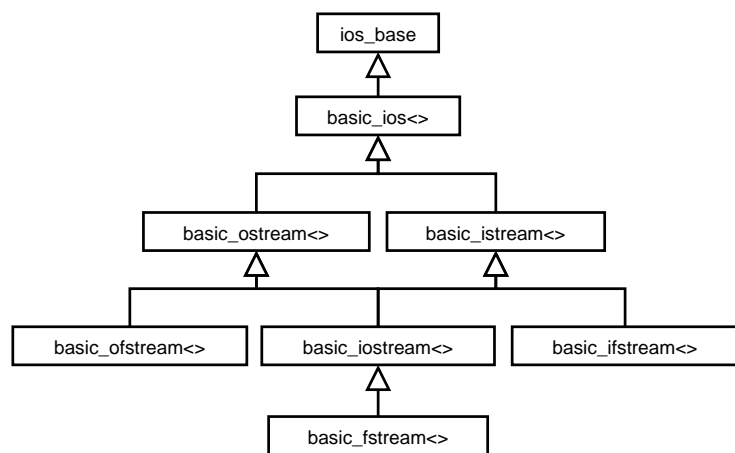 ios_base
basic_ios<>
basic_ostream<>
basic_istream<>
basic_ofstream<>
basic_iostream<>
basic_ifstream<>
basic_fstream<>